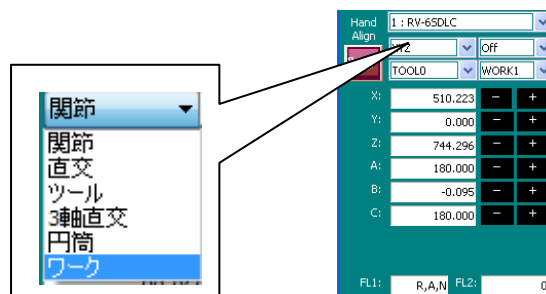 Hand
Align
1 : RV-6SDLC
XYZ
Off
TOOL0
WORK1
X: 510.223 - +
Y: 0.000 - +
Z: 744.296 - +
A: 180.000 - +
B: -0.095 - +
C: 180.000 - +
FL1: R,A,N FL2: 0
関節
関節
直交
ツール
3軸直交
円筒
ワーク